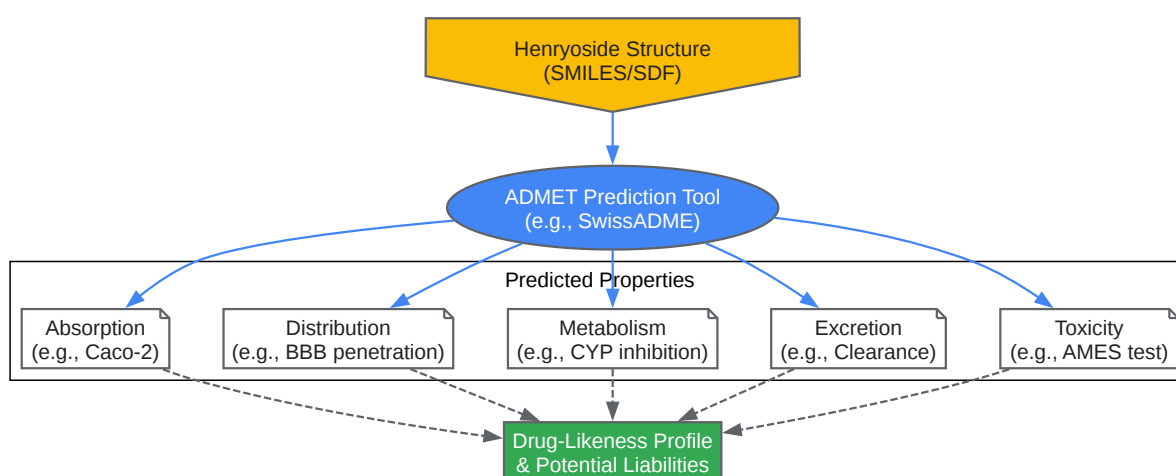 Henryoside Structure
(SMILES/SDF)
ADMET Prediction Tool
(e.g., SwissADME)
Predicted Properties
Absorption
(e.g., Caco-2)
Distribution
(e.g., BBB penetration)
Metabolism
(e.g., CYP inhibition)
Excretion
(e.g., Clearance)
Toxicity
(e.g., AMES test)
Drug-Likeness Profile
& Potential Liabilities